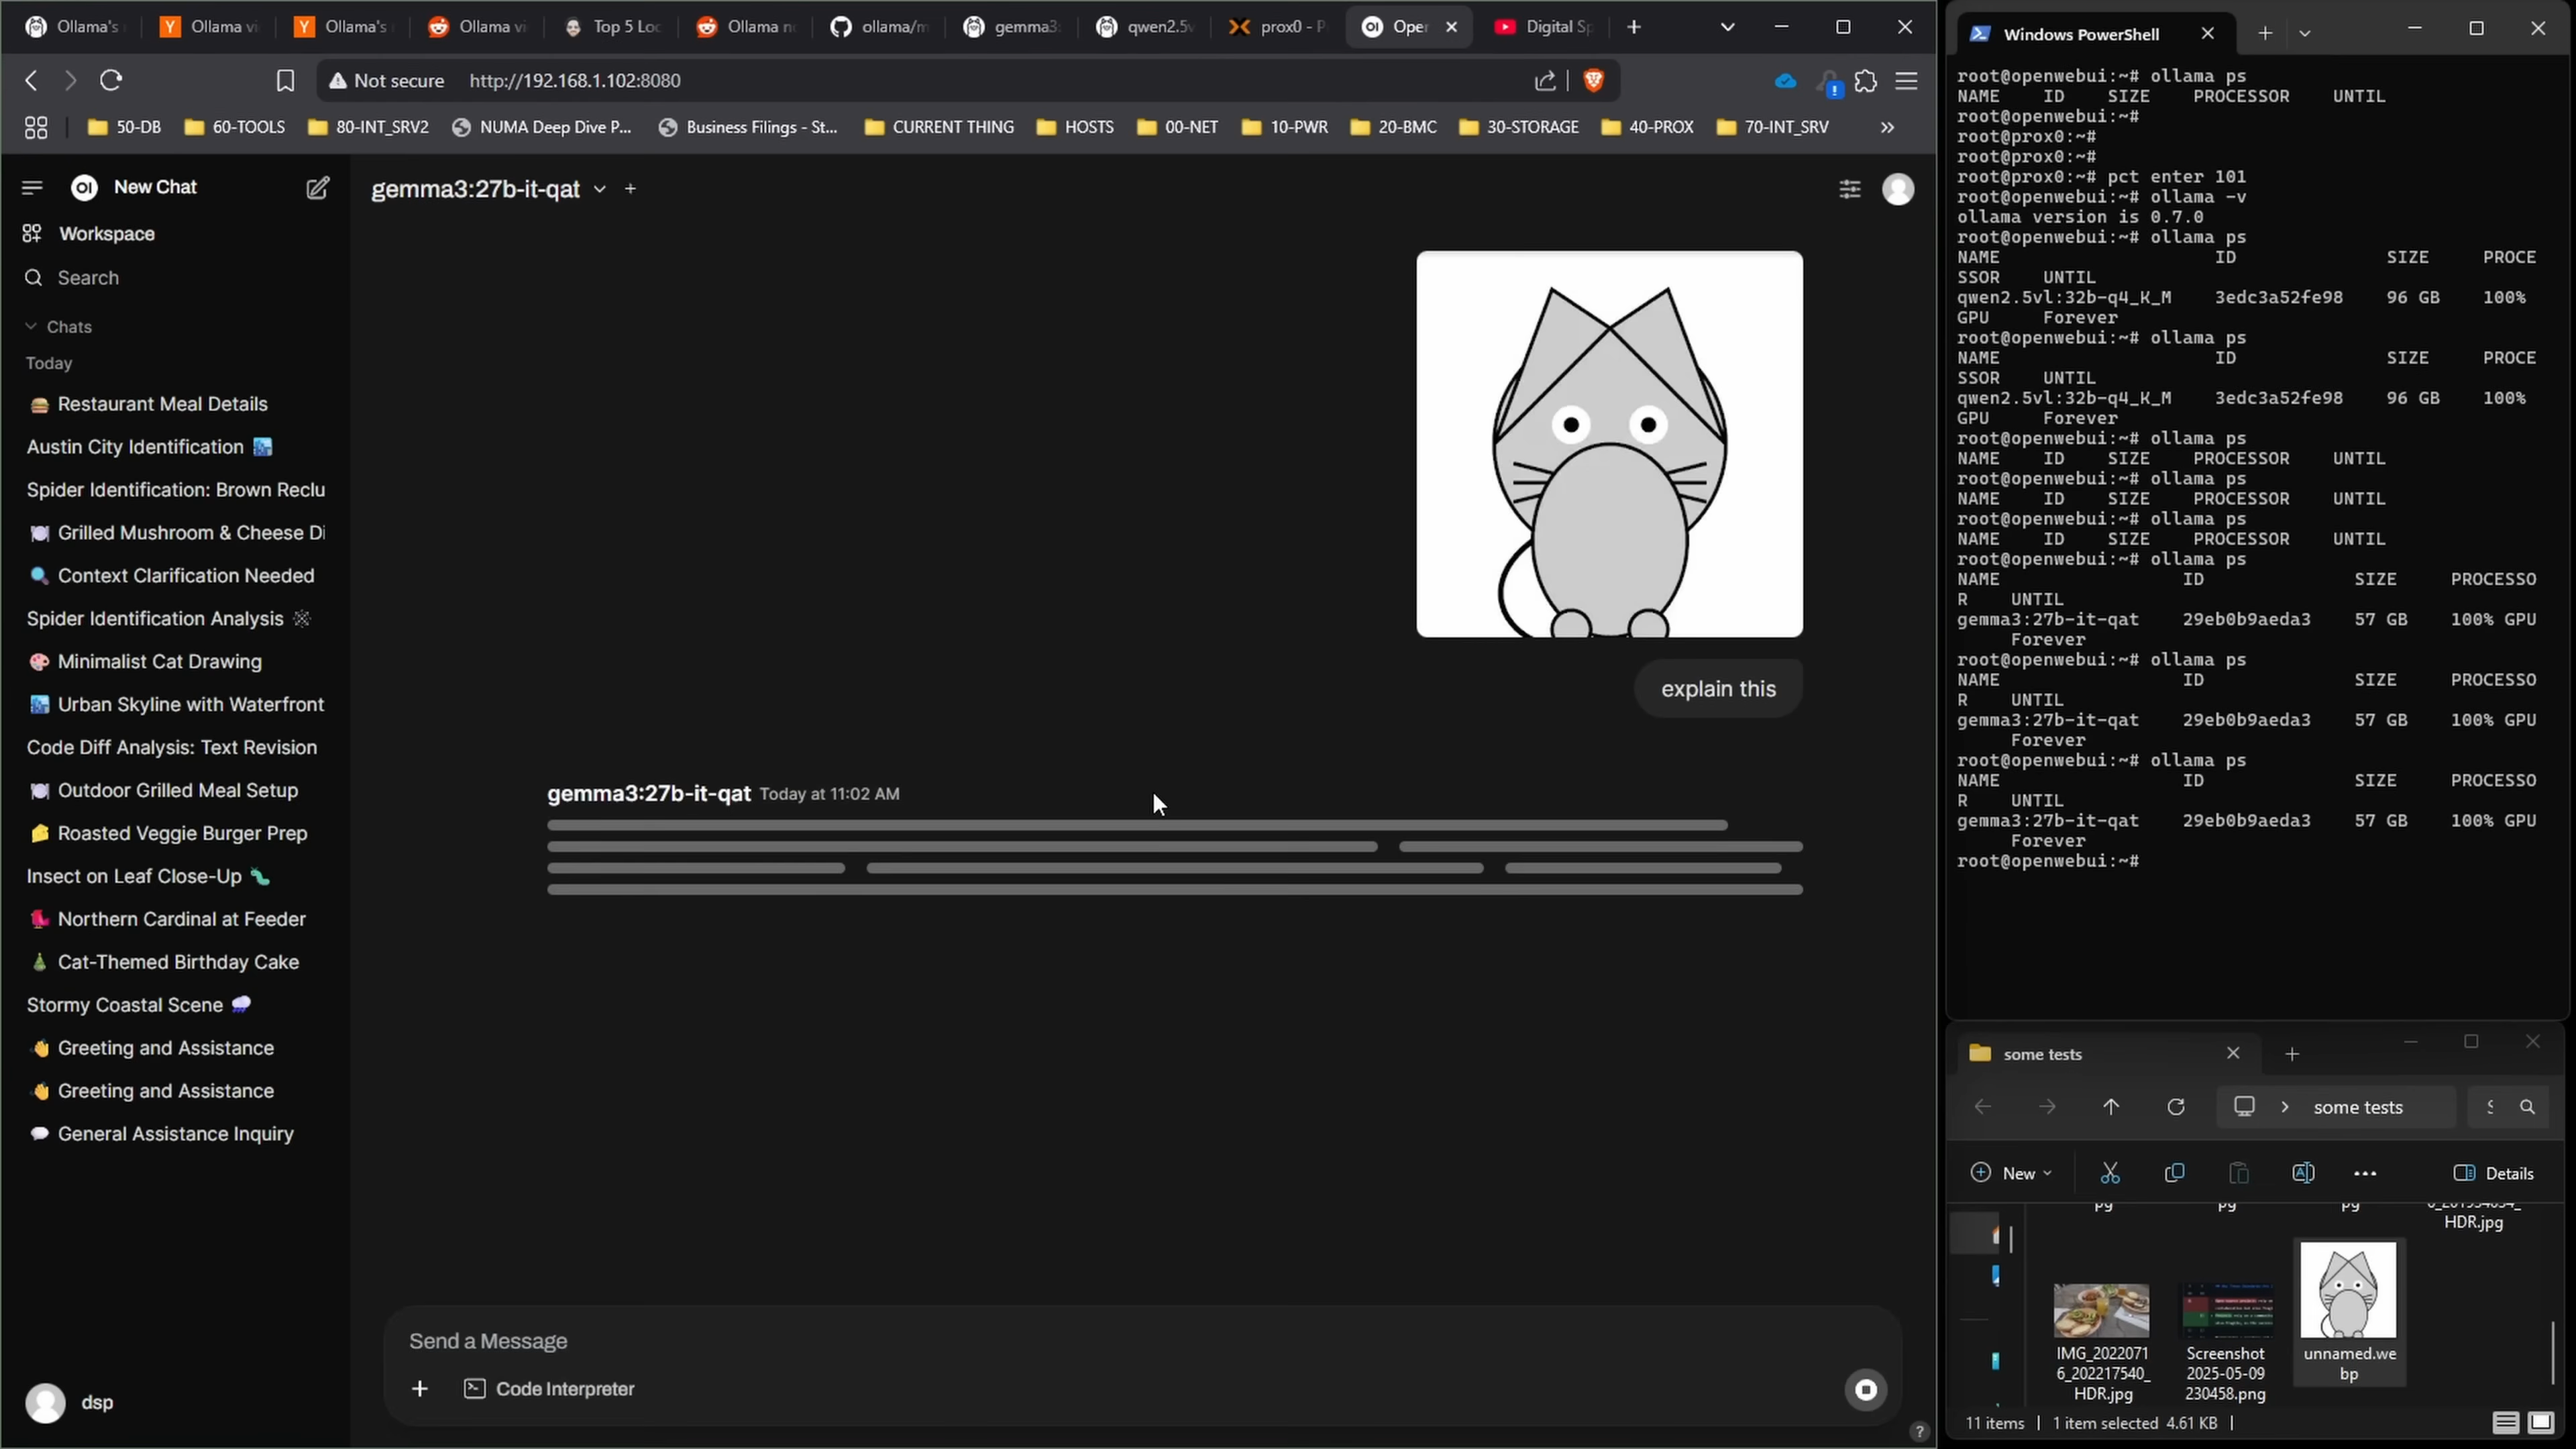 Ollama's
Ollama vi
Ollama's
Ollama vi
Top 5 Loc
Ollama n
ollama/m
gemma3:
qwen2.5v
prox0 - P
Ope
Digital Sp
Not secure http://192.168.1.102:8080
50-DB 60-TOOLS 80-INT_SRV2 NUMA Deep Dive P... Business Filings - St... CURRENT THING HOSTS 00-NET 10-PWR 20-BMC 30-STORAGE 40-PROX 70-INT_SRV
OI New Chat
Workspace
Search
Chats
Today
Restaurant Meal Details
Austin City Identification
Spider Identification: Brown Reclu
Grilled Mushroom & Cheese Di
Context Clarification Needed
Spider Identification Analysis
Minimalist Cat Drawing
Urban Skyline with Waterfront
Code Diff Analysis: Text Revision
Outdoor Grilled Meal Setup
Roasted Veggie Burger Prep
Insect on Leaf Close-Up
Northern Cardinal at Feeder
Cat-Themed Birthday Cake
Stormy Coastal Scene
Greeting and Assistance
Greeting and Assistance
General Assistance Inquiry
dsp
gemma3:27b-it-qat
explain this
gemma3:27b-it-qat Today at 11:02 AM
Send a Message
Code Interpreter
?
Windows PowerShell
root@openwebui:~# ollama ps
NAME ID SIZE PROCESSOR UNTIL
root@openwebui:~#
root@prox0:~#
root@prox0:~#
root@prox0:~# pct enter 101
root@openwebui:~# ollama -v
ollama version is 0.7.0
root@openwebui:~# ollama ps
NAME ID SIZE PROCE
SSOR UNTIL
qwen2.5vl:32b-q4_K_M 3edc3a52fe98 96 GB 100%
GPU Forever
root@openwebui:~# ollama ps
NAME ID SIZE PROCE
SSOR UNTIL
qwen2.5vl:32b-q4_K_M 3edc3a52fe98 96 GB 100%
GPU Forever
root@openwebui:~# ollama ps
NAME ID SIZE PROCESSOR UNTIL
root@openwebui:~# ollama ps
NAME ID SIZE PROCESSOR UNTIL
root@openwebui:~# ollama ps
NAME ID SIZE PROCESSOR UNTIL
root@openwebui:~# ollama ps
NAME ID SIZE PROCESSO
R UNTIL
gemma3:27b-it-qat 29eb0b9aeda3 57 GB 100% GPU
Forever
root@openwebui:~# ollama ps
NAME ID SIZE PROCESSO
R UNTIL
gemma3:27b-it-qat 29eb0b9aeda3 57 GB 100% GPU
Forever
root@openwebui:~# ollama ps
NAME ID SIZE PROCESSO
R UNTIL
gemma3:27b-it-qat 29eb0b9aeda3 57 GB 100% GPU
Forever
root@openwebui:~#
some tests
some tests
New Details
HDR.jpg
IMG_2022071
6_202217540_
HDR.jpg
Screenshot
2025-05-09
230458.png
unnamed.we
bp
11 items 1 item selected 4.61 KB